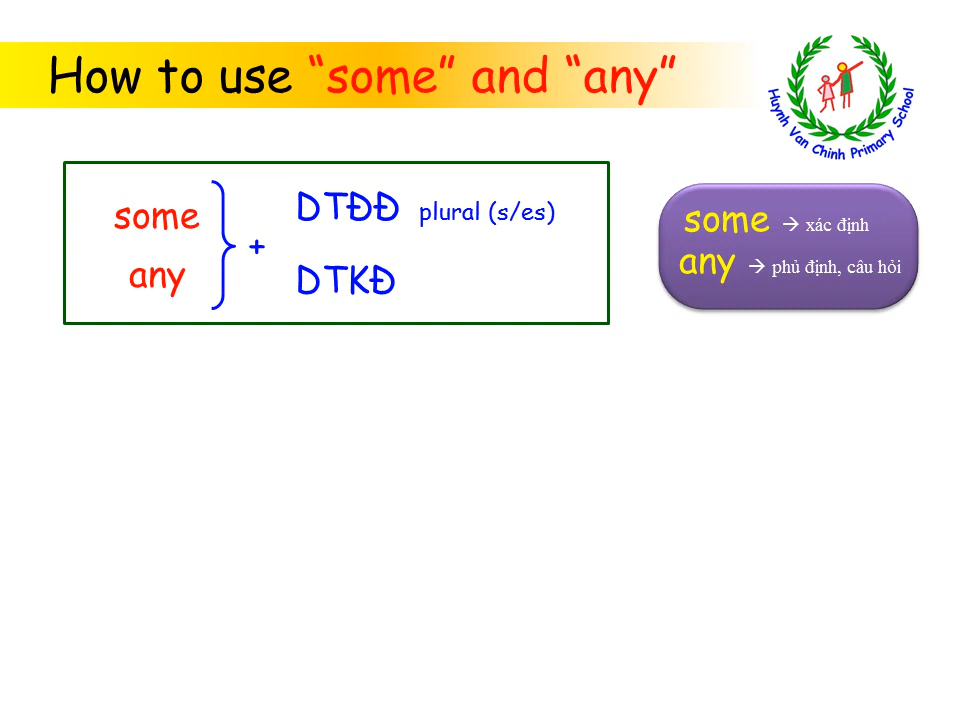 How to use “some” and “any”
Huynh Van Chinh Primary School
some
any
+
DTĐĐ plural (s/es)
DTKĐ
some → xác định
any → phủ định, câu hỏi